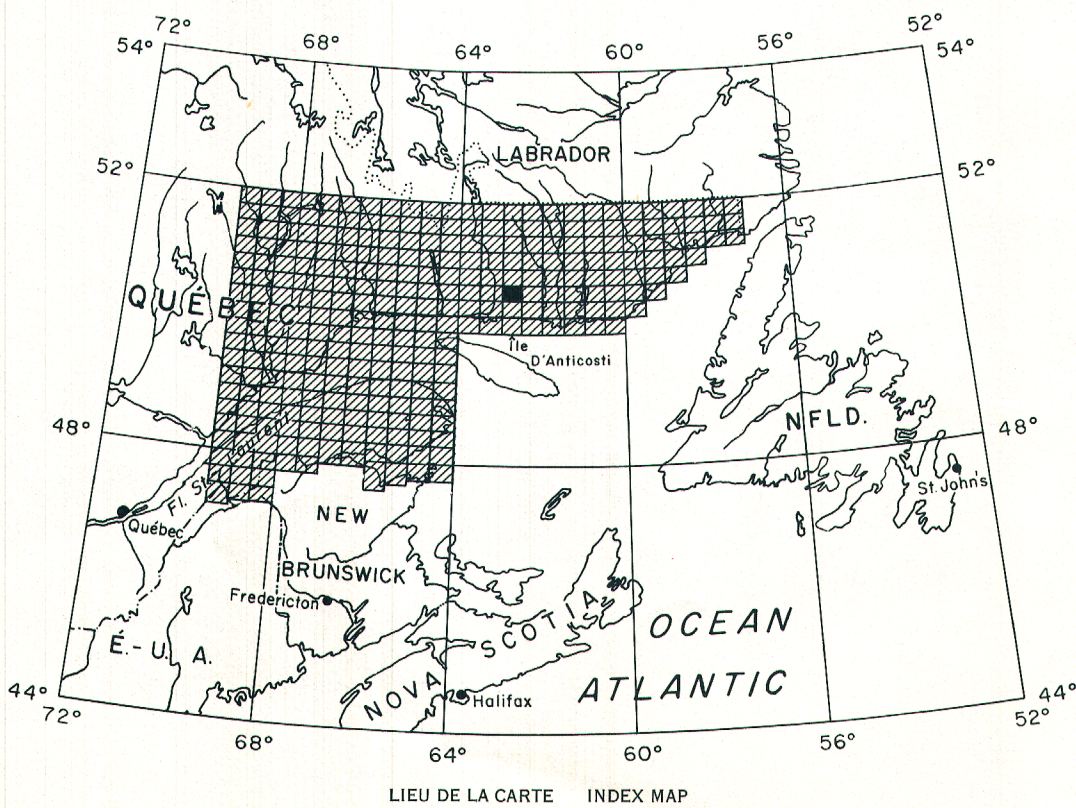 72° 68° 64° 60° 56° 52°
54° 54°
LABRADOR
52° 52°
QUÉBEC
Île
D'Anticosti
48° NFLD. 48°
Fl. St. Laurent
St. John's
Québec
NEW
BRUNSWICK
Fredericton
SCOTIA
OCEAN
É.-U. A.
NOVA
ATLANTIC
Halifax
44° 44°
72° 68° 64° 60° 56° 52°
LIEU DE LA CARTE INDEX MAP